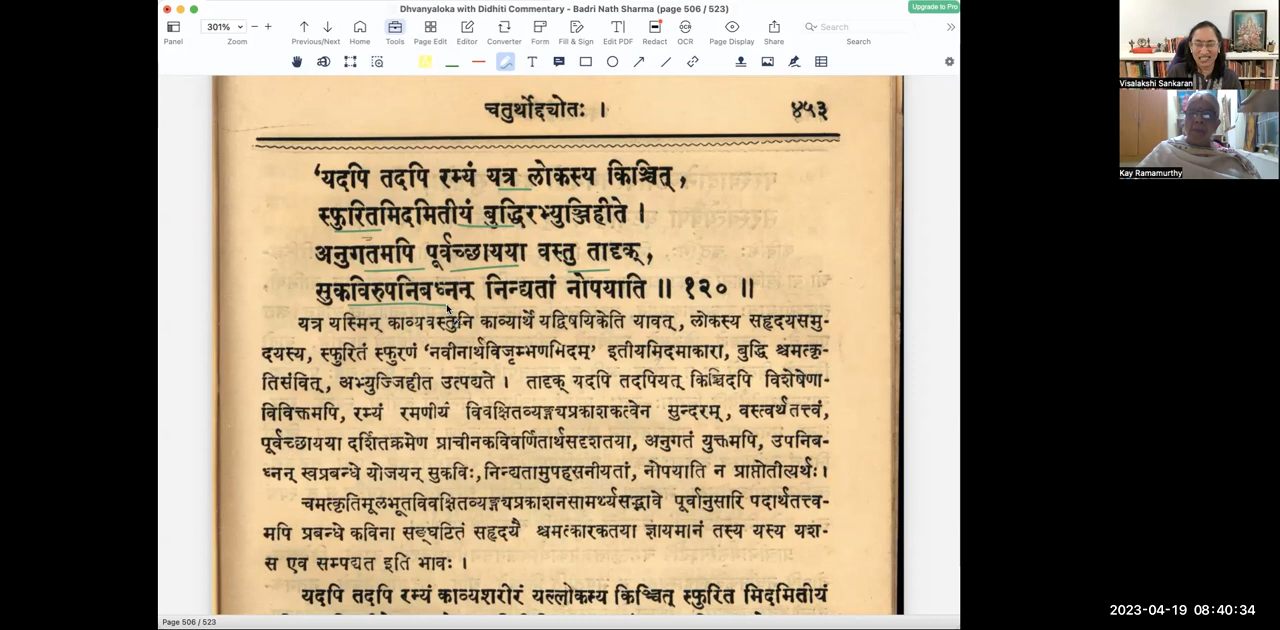 Dhvanyaloka with Didhiti Commentary - Badri Nath Sharma (page 506 / 523)
Upgrade to Pro
301%
Panel Zoom Previous/Next Home Tools Page Edit Editor Converter Form Fill & Sign Edit PDF Redact OCR Page Display Share Search
Search
OCR
Visalakshi Sankaran
Kay Ramamurthy
चतुर्थोद्द्योतः । ४५३
‘यदपि तदपि रम्यं यत्र लोकस्य किञ्चित् ,
स्फुरितमिदमितीयं बुद्धिरभ्युज्जिहीते ।
अनुगतमपि पूर्वच्छायया वस्तु तादृक् ,
सुकविरुपनिबध्नन् निन्द्यतां नोपयाति ॥ १२० ॥
यत्र यस्मिन् काव्यवस्तुनि काव्यार्थे यद्विषयिकेति यावत् , लोकस्य सहृदयसमु-
दयस्य, स्फुरितं स्फुरणं ‘नवीनार्थविजृम्भणमिदम्’ इतीयमिदमाकारा, बुद्धि श्चमत्कृ-
तिसंवित् , अभ्युज्जिहीत उत्पद्यते । तादृक् यदपि तदपियत् किञ्चिदपि विशेषेणा-
विविक्तमपि, रम्यं रमणीयं विवक्षितव्यङ्ग्यप्रकाशकत्वेन सुन्दरम् , वस्त्वर्थतत्त्वं,
पूर्वच्छायया दर्शितक्रमेण प्राचीनकविवर्णितार्थसदृशतया, अनुगतं युक्तमपि, उपनिब-
ध्नन् स्वप्रबन्धे योजयन् सुकविः, निन्द्यतामुपहसनीयतां, नोपयाति न प्राप्तोतीत्यर्थः ।
चमत्कृतिमूलभूतविवक्षितव्यङ्ग्यप्रकाशनसामर्थ्यसद्भावे पूर्वानुसारि पदार्थतत्त्व-
मपि प्रबन्धे कविना सङ्घटितं सहृदयै श्चमत्कारकतया ज्ञायमानं तस्य यस्य यश-
स एव सम्पद्यत इति भावः ।
यदपि तदपि रम्यं काव्यशरीरं यल्लोकस्य किञ्चित् स्फुरित मिदमितीयं
Page 506 / 523
2023-04-19 08:40:34